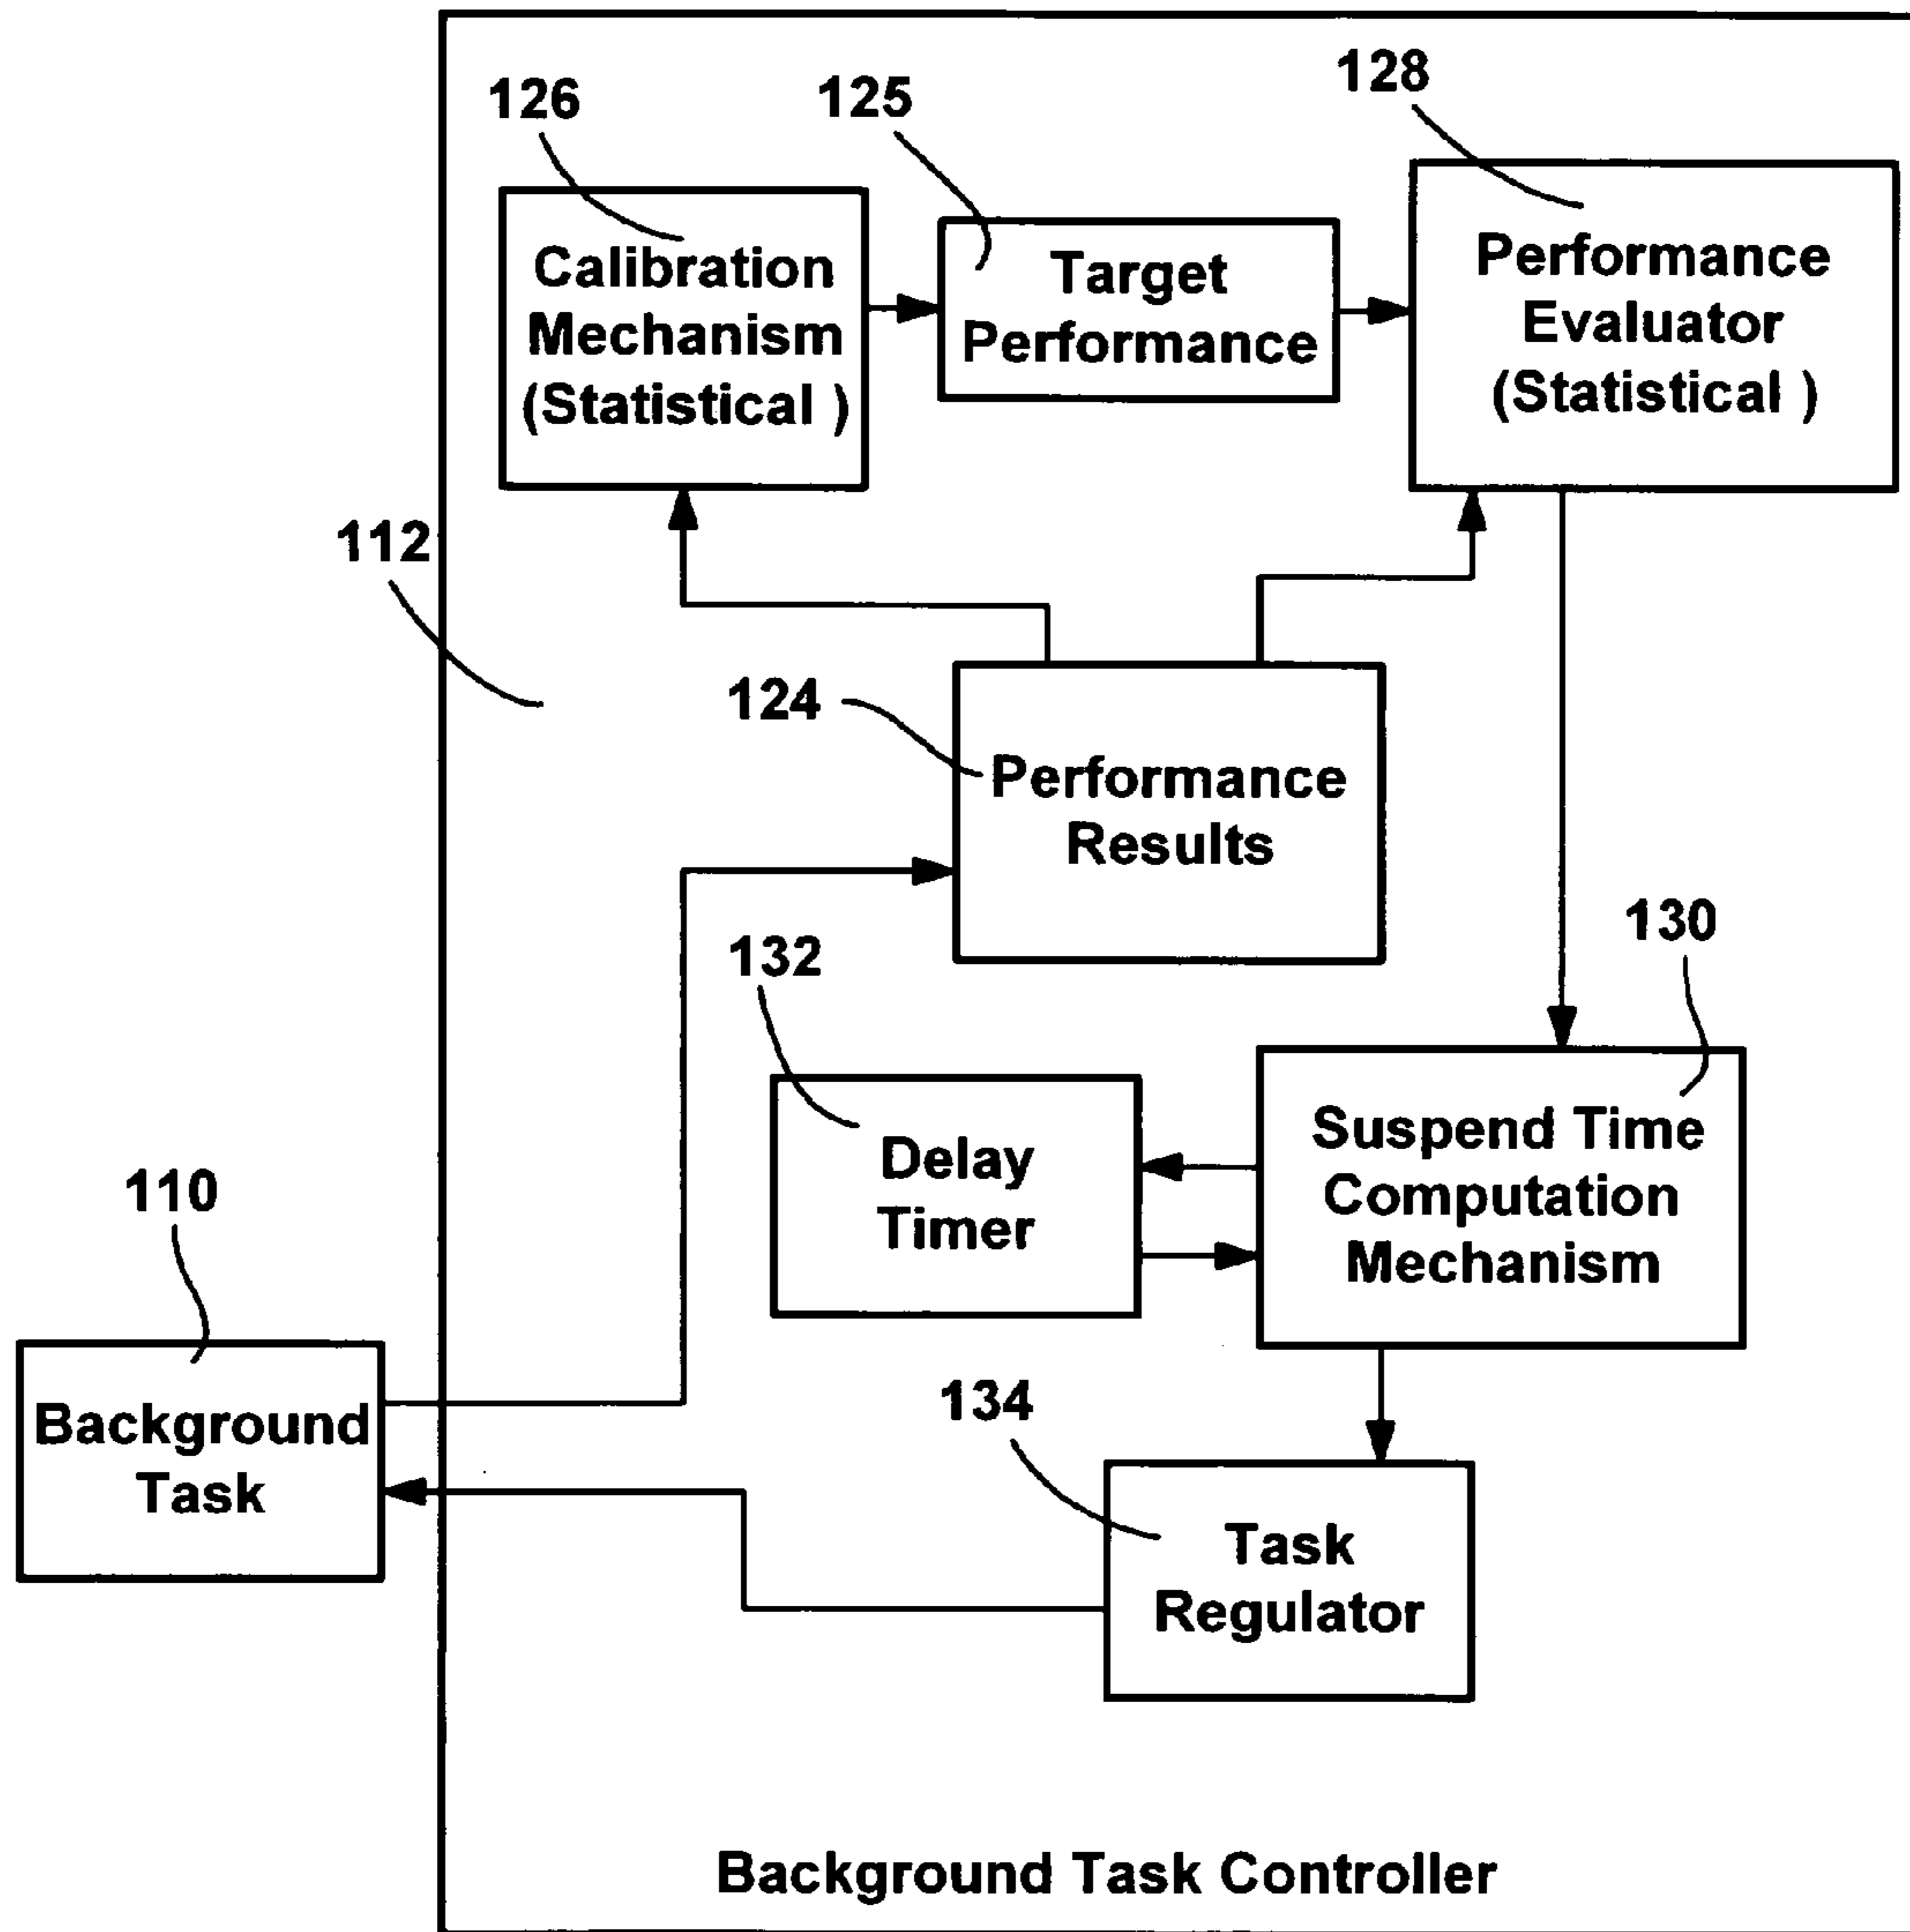 128
126
125
Calibration
Mechanism
(Statistical )
Target
Performance
Performance
Evaluator
(Statistical )
112
124
Performance
Results
130
132
Delay
Timer
Suspend Time
Computation
Mechanism
110
Background
Task
134
Task
Regulator
Background Task Controller